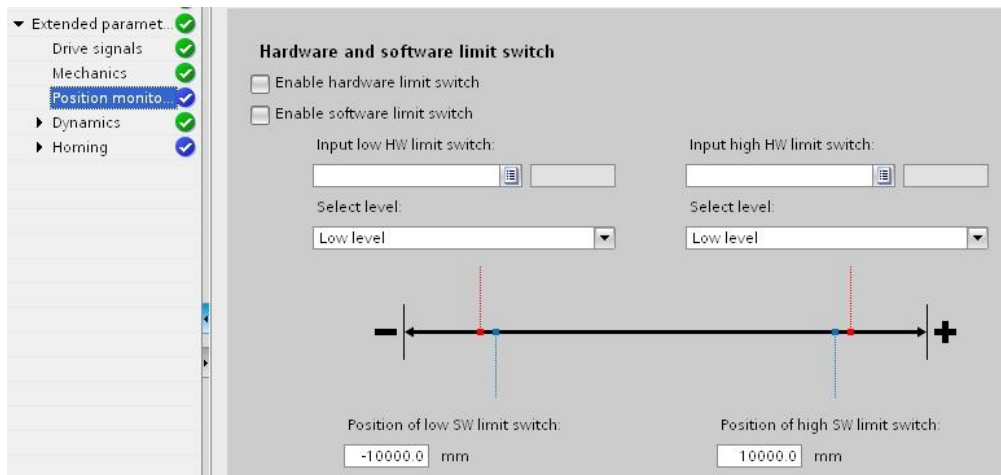 Extended paramet...
Drive signals
Mechanics
Position monito...
Dynamics
Homing
Hardware and software limit switch
Enable hardware limit switch
Enable software limit switch
Input low HW limit switch:
Input high HW limit switch:
Select level:
Select level:
Low level
Low level
Position of low SW limit switch:
Position of high SW limit switch:
-10000.0 mm
10000.0 mm